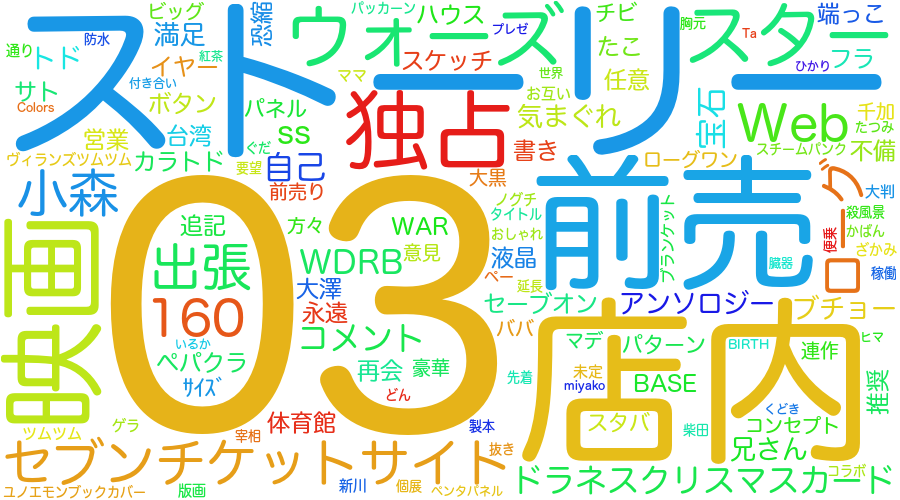 ビッグ パッカーン ハウス チビ 端っこ
通り 防水 満足 恐縮 プレゼ 胸元
ストーリー ウォーズ スター
トド 紅茶 イヤー ママ スケッチ 世界 たこ Ta ひかり フラ
サト Colors 付き合い ボタン パネル お互い 任意
独占 気まぐれ 宝石 Web 千加 たつみ
営業 台湾 ぐだ SS 書き ローグワン スチームパンク 不備
ヴィランズツムツム カラトド 要望 自己
小森 前売り 大黒 前売 ローグ 大判
03
映画 追記 方々 WAR ノグチ タイトル おしゃれ ブランケット 殺風景 かばん
出張 WDRB 意見 液晶 便乗 ざかみ
大澤 ペー 延長 臓器 稼働
160 永遠 セーブオン アンソロジー ブチョー
いるか コメント ババ 店内 マデ パターン BIRTH 連作 ヒマ
ペパクラ 再会 豪華 先着 未定
サイズ どん miyako BASE 推奨
ツムツム ゲラ 体育館 製本 スタバ 柴田 くどき コンセプト
宰相 抜き 兄さん
セブンチケットサイト ドラネスクリスマスカード コラボ
ユノエモンブックカバー 版画 新川 個展 ペンタパネル